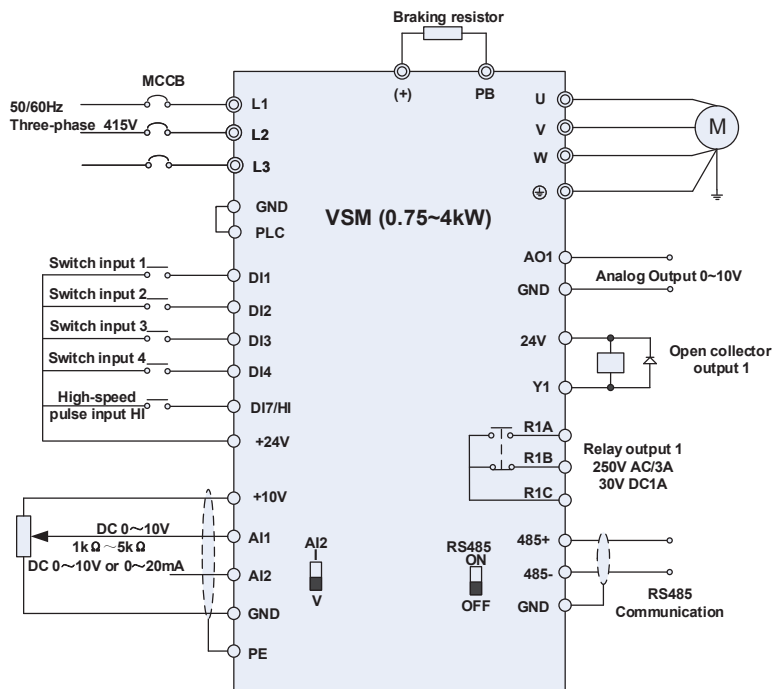 Braking resistor
(+)
PB
MCCB
50/60Hz
Three-phase 415V
L1
L2
L3
GND
PLC
VSM (0.75~4kW)
U
V
W
M
Switch input 1
DI1
Switch input 2
DI2
Switch input 3
DI3
Switch input 4
DI4
High-speed
pulse input HI
DI7/HI
+24V
AO1
Analog Output 0~10V
GND
24V
Open collector
output 1
Y1
R1A
R1B
R1C
Relay output 1
250V AC/3A
30V DC1A
+10V
DC 0～10V
AI1
1kΩ～5kΩ
DC 0～10V or 0～20mA
AI2
GND
PE
AI2
I
V
RS485
ON
OFF
485+
485-
GND
RS485
Communication